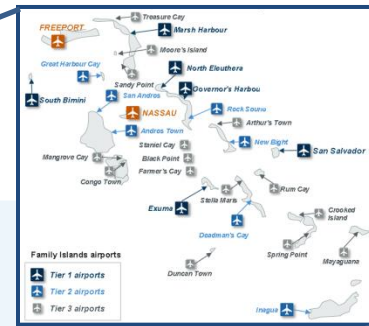 Treasure Cay
FREEPORT
Marsh Harbour
Moore's Island
Great Harbour Cay
North Eleuthera
Sandy Point
San Andros
Governor's Harbou
South Bimini
NASSAU
Rock Sound
Arthur's Town
Andros Town
Staniel Cay
New Bight
San Salvador
Mangrove Cay
Black Point
Farmer's Cay
Congo Town
Stella Maris
Rum Cay
Exuma
Crooked
Island
Deadman's Cay
Spring Point
Mayaguana
Duncan Town
Family Islands airports
Tier 1 airports
Tier 2 airports
Tier 3 airports
Inagua